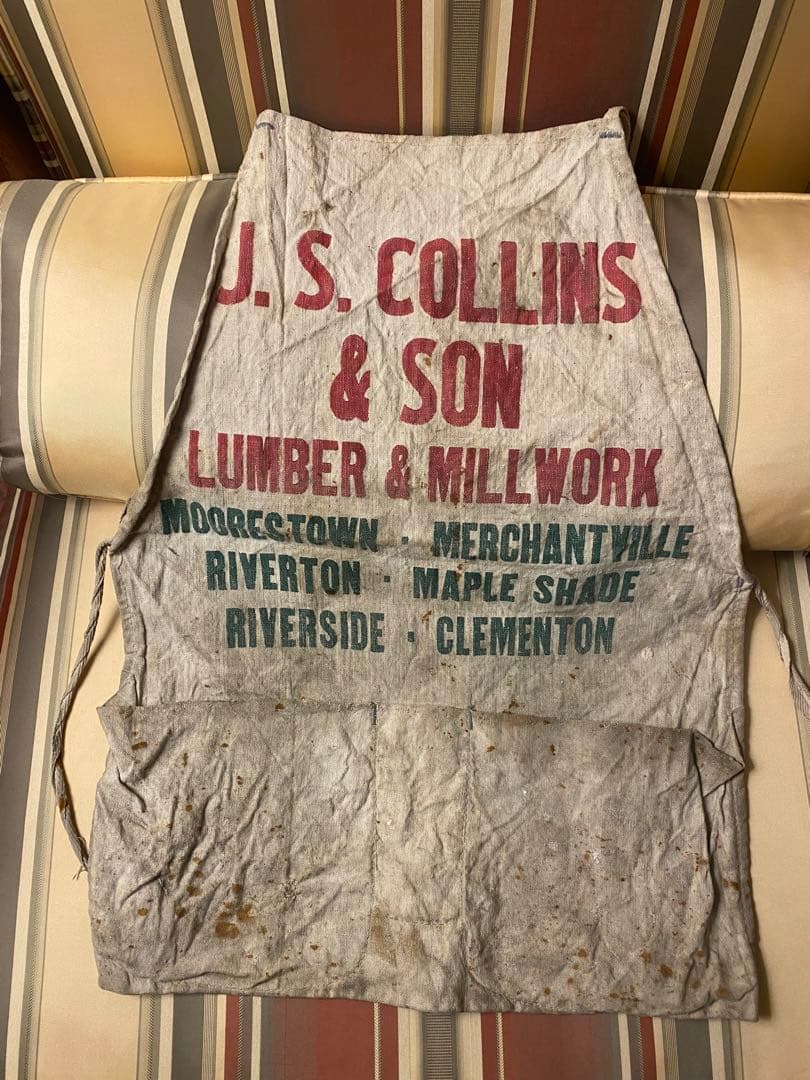 J. S. COLLINS
& SON
LUMBER & MILLWORK
MOORESTOWN · MERCHANTVILLE
RIVERTON · MAPLE SHADE
RIVERSIDE · CLEMENTON